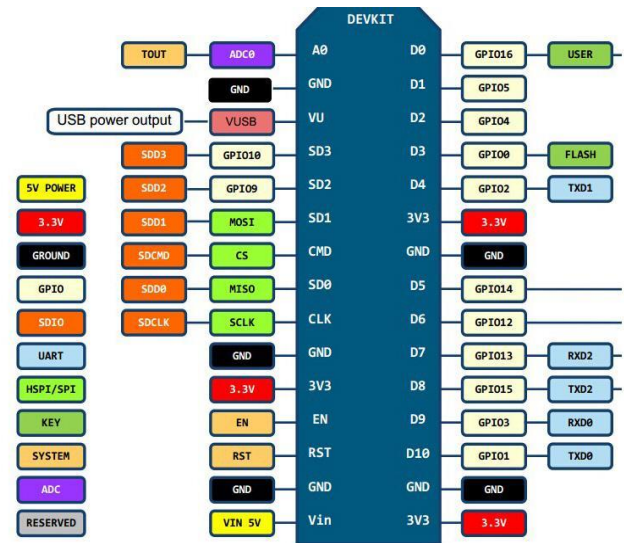 DEVKIT
TOUT ADC0 A0 D0 GPIO16 USER
GND GND D1 GPIO5
USB power output VUSB VU D2 GPIO4
SDD3 GPIO10 SD3 D3 GPIO0 FLASH
5V POWER SDD2 GPIO9 SD2 D4 GPIO2 TXD1
3.3V SDD1 MOSI SD1 3V3 3.3V
GROUND SDCMD CS CMD GND GND
GPIO SDD0 MISO SD0 D5 GPIO14
SDIO SDCLK SCLK CLK D6 GPIO12
UART GND GND D7 GPIO13 RXD2
HSPI/SPI 3.3V 3V3 D8 GPIO15 TXD2
KEY EN EN D9 GPIO3 RXD0
SYSTEM RST RST D10 GPIO1 TXD0
ADC GND GND GND GND
RESERVED VIN 5V Vin 3V3 3.3V